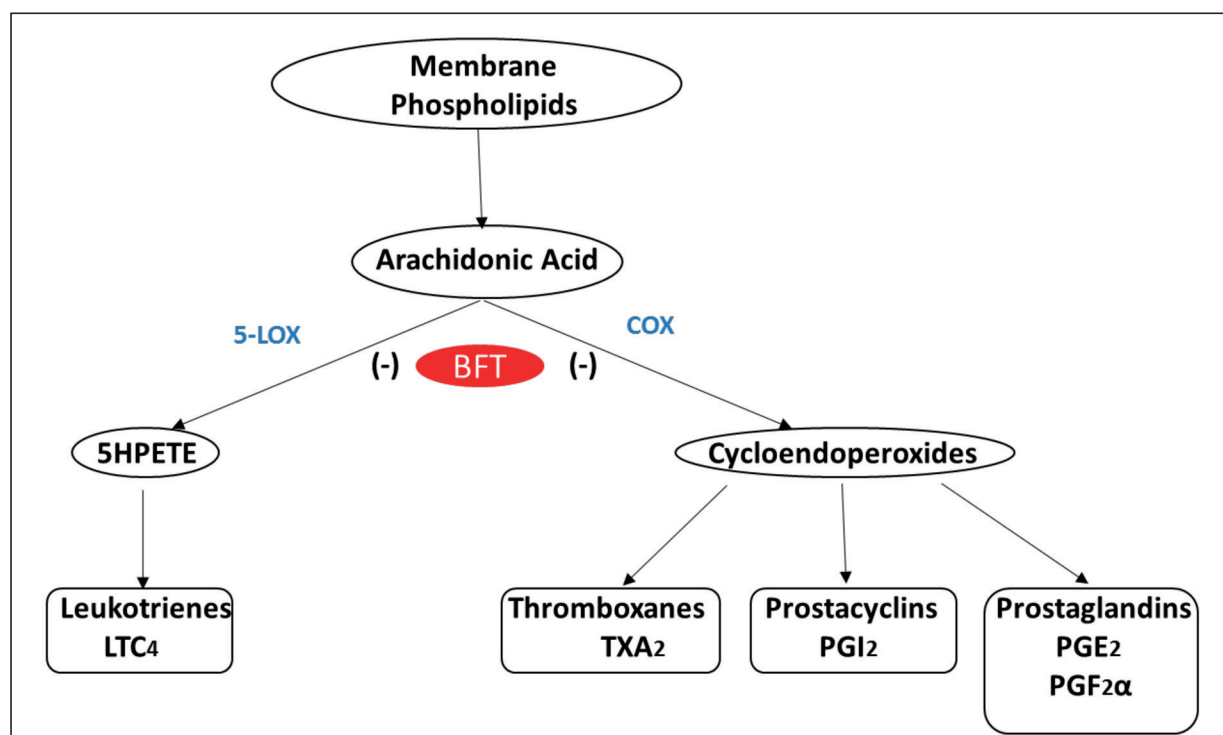 Membrane
Phospholipids
Arachidonic Acid
5-LOX
COX
(-)
BFT
(-)
5HPETE
Cycloendoperoxides
Leukotrienes
LTC4
Thromboxanes
TXA2
Prostacyclins
PGI2
Prostaglandins
PGE2
PGF2α